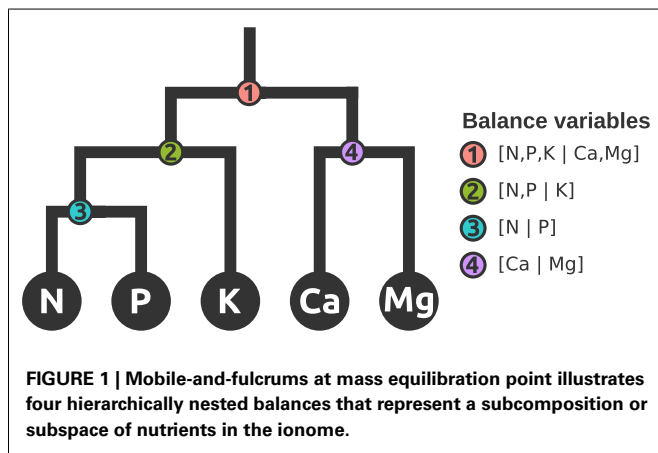 1
2
4
3
N P K Ca Mg
Balance variables
1 [N,P,K | Ca,Mg]
2 [N,P | K]
3 [N | P]
4 [Ca | Mg]
FIGURE 1 | Mobile-and-fulcrums at mass equilibration point illustrates
four hierarchically nested balances that represent a subcomposition or
subspace of nutrients in the ionome.